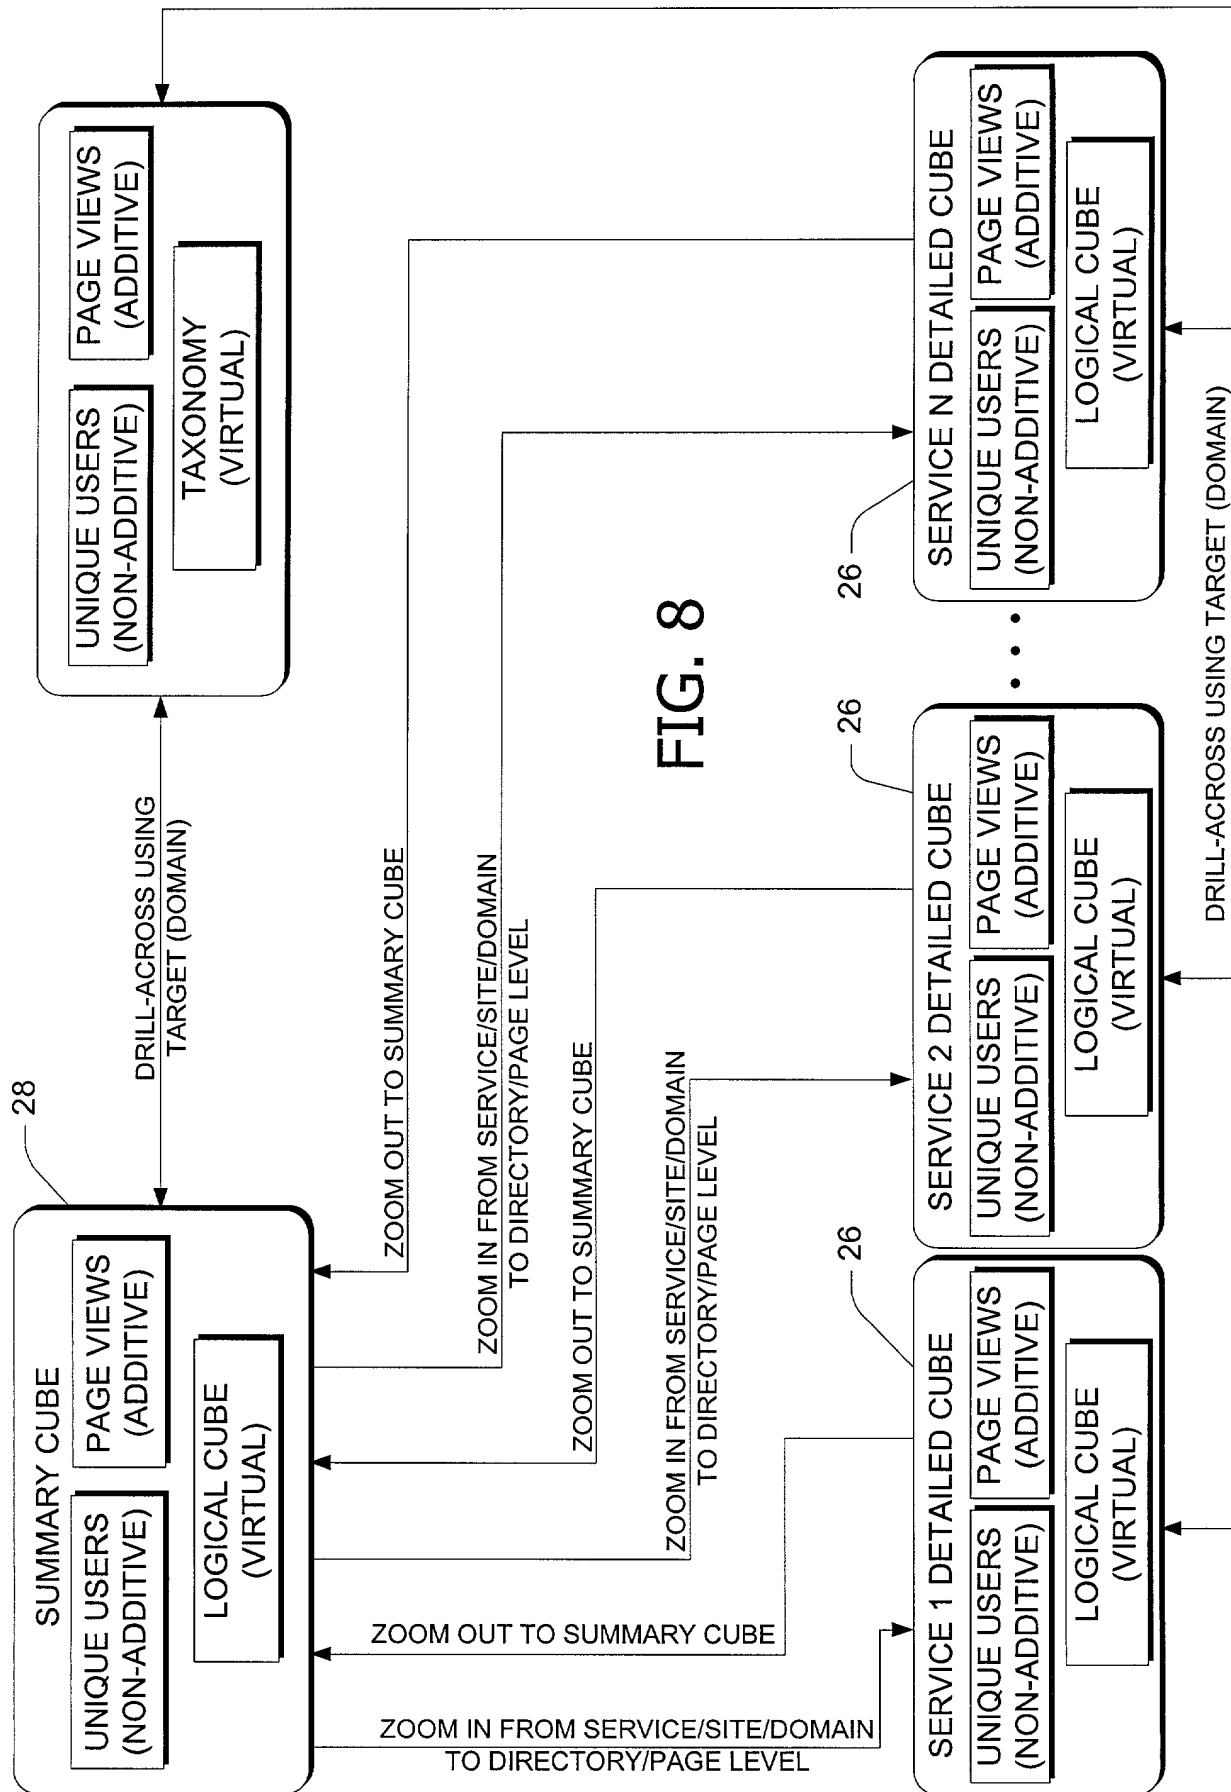 SUMMARY CUBE
UNIQUE USERS
(NON-ADDITIVE)
PAGE VIEWS
(ADDITIVE)
LOGICAL CUBE
(VIRTUAL)
28
DRILL-ACROSS USING
TARGET (DOMAIN)
UNIQUE USERS
(NON-ADDITIVE)
PAGE VIEWS
(ADDITIVE)
TAXONOMY
(VIRTUAL)
ZOOM OUT TO SUMMARY CUBE
ZOOM IN FROM SERVICE/SITE/DOMAIN
TO DIRECTORY/PAGE LEVEL
ZOOM OUT TO SUMMARY CUBE
ZOOM IN FROM SERVICE/SITE/DOMAIN
TO DIRECTORY/PAGE LEVEL
ZOOM OUT TO SUMMARY CUBE
ZOOM IN FROM SERVICE/SITE/DOMAIN
TO DIRECTORY/PAGE LEVEL
FIG. 8
26
SERVICE 1 DETAILED CUBE
UNIQUE USERS
(NON-ADDITIVE)
PAGE VIEWS
(ADDITIVE)
LOGICAL CUBE
(VIRTUAL)
26
SERVICE 2 DETAILED CUBE
UNIQUE USERS
(NON-ADDITIVE)
PAGE VIEWS
(ADDITIVE)
LOGICAL CUBE
(VIRTUAL)
26
SERVICE N DETAILED CUBE
UNIQUE USERS
(NON-ADDITIVE)
PAGE VIEWS
(ADDITIVE)
LOGICAL CUBE
(VIRTUAL)
DRILL-ACROSS USING TARGET (DOMAIN)